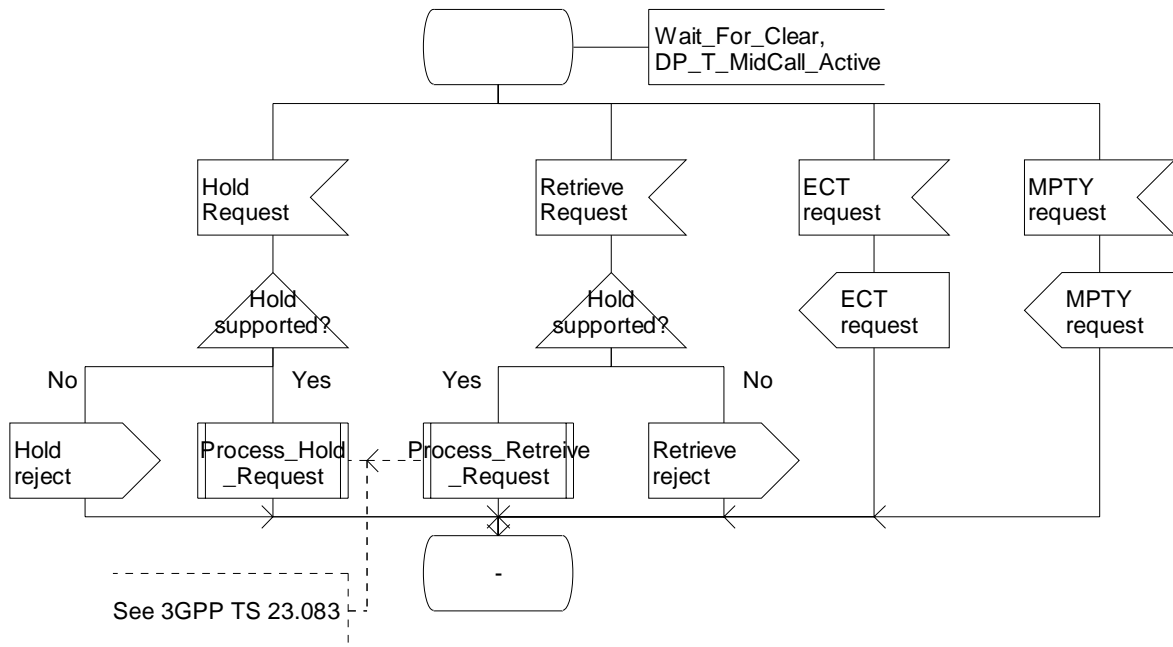 Wait_For_Clear,
DP_T_MidCall_Active
Hold
Request
Retrieve
Request
ECT
request
MPTY
request
Hold
supported?
Hold
supported?
ECT
request
MPTY
request
No
Yes
Yes
No
Hold
reject
Process_Hold
_Request
Process_Retreive
_Request
Retrieve
reject
-
See 3GPP TS 23.083